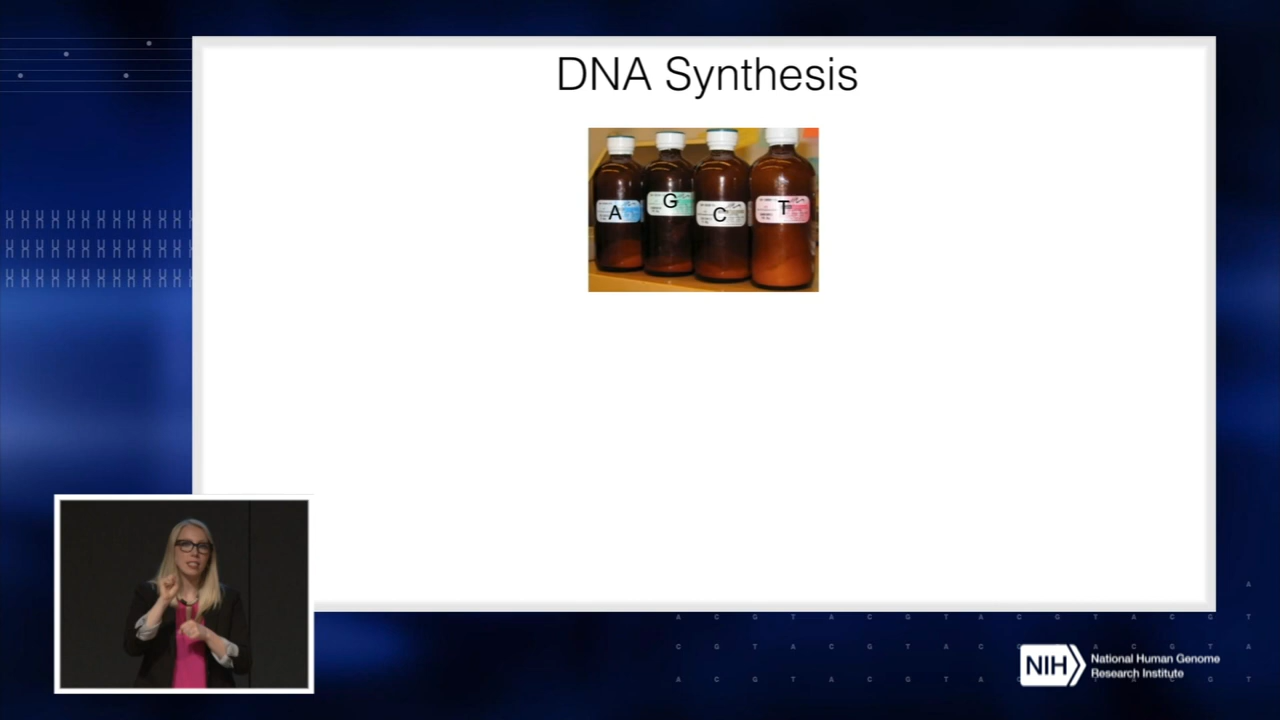 DNA Synthesis
A G C T
A
A C G T A C G T A C G T A C G T
C G T A C G T A C A C G T A
A C G T A C G T A T A C G T
NIH
National Human Genome
Research Institute